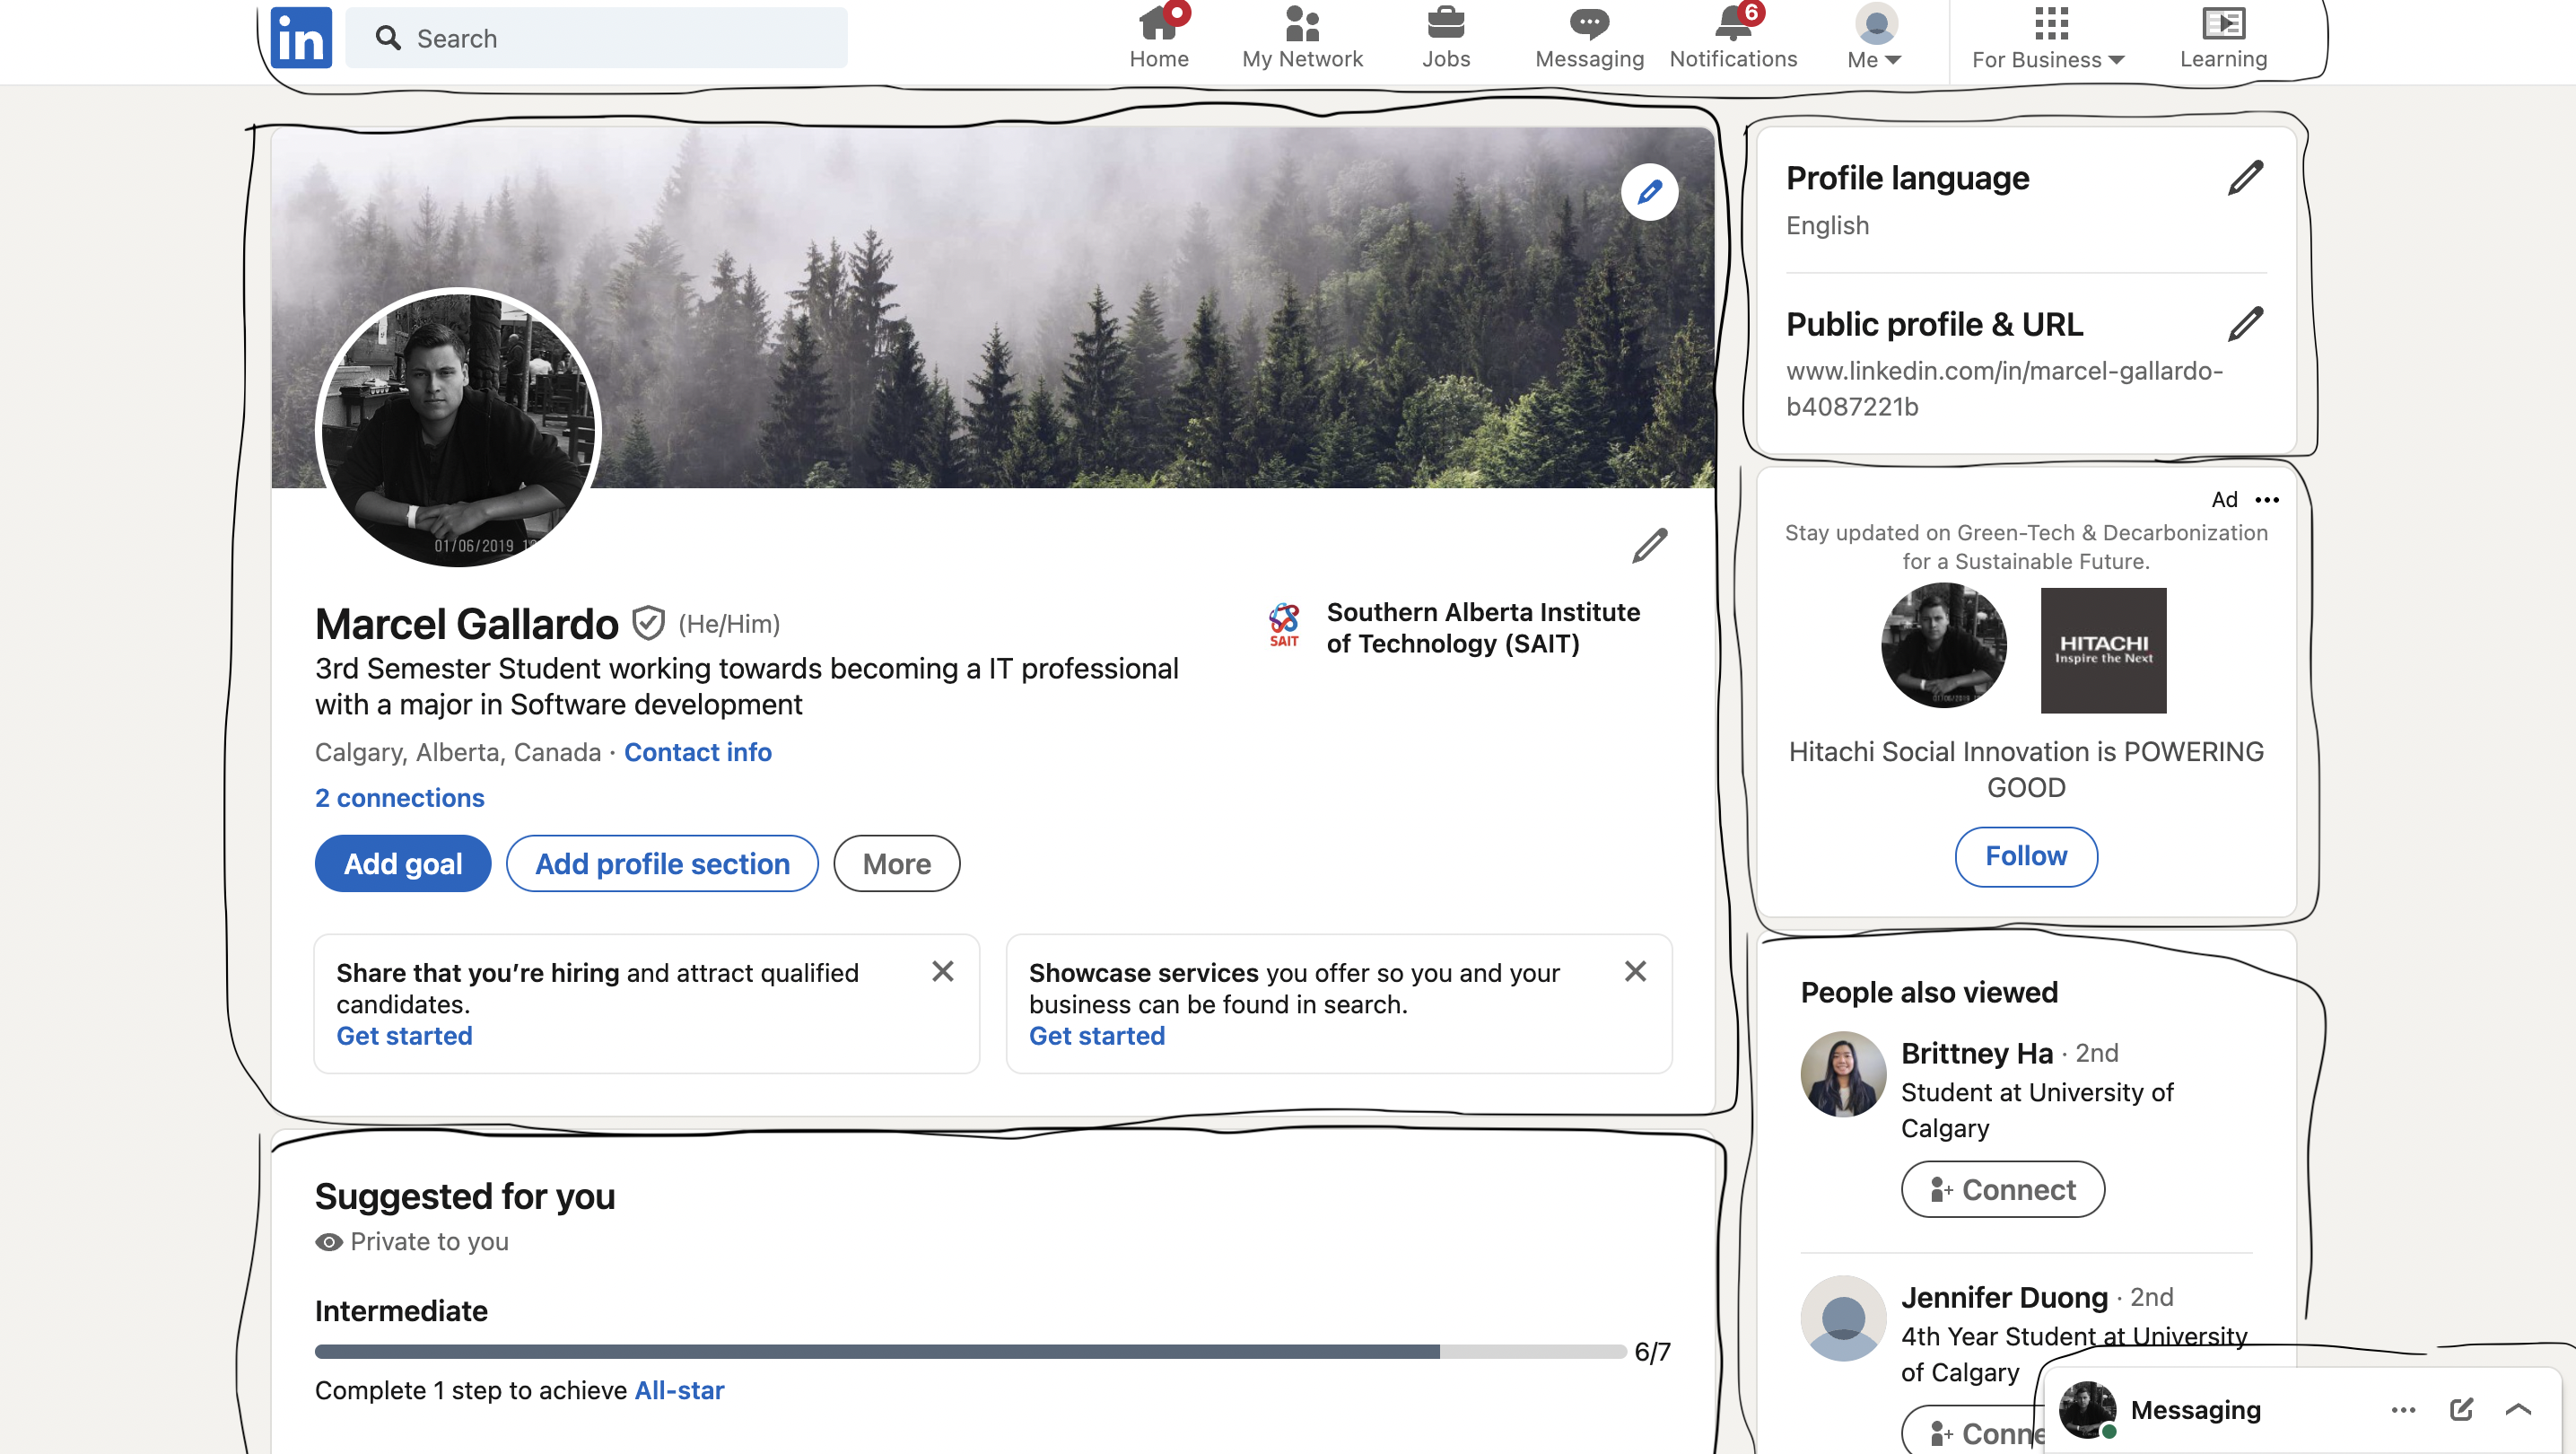 in
Search
Home
My Network
Jobs
Messaging
Notifications
6
Me
For Business
Learning
01/06/2019
Marcel Gallardo (He/Him)
3rd Semester Student working towards becoming a IT professional
with a major in Software development
Calgary, Alberta, Canada · Contact info
2 connections
Add goal
Add profile section
More
SAIT
Southern Alberta Institute
of Technology (SAIT)
Share that you're hiring and attract qualified
candidates.
Get started
Showcase services you offer so you and your
business can be found in search.
Get started
Suggested for you
Private to you
Intermediate
6/7
Complete 1 step to achieve All-star
Profile language
English
Public profile & URL
www.linkedin.com/in/marcel-gallardo-
b4087221b
Ad
Stay updated on Green-Tech & Decarbonization
for a Sustainable Future.
HITACHI
Inspire the Next
Hitachi Social Innovation is POWERING
GOOD
Follow
People also viewed
Brittney Ha · 2nd
Student at University of
Calgary
Connect
Jennifer Duong · 2nd
4th Year Student at University
of Calgary
Conne
Messaging